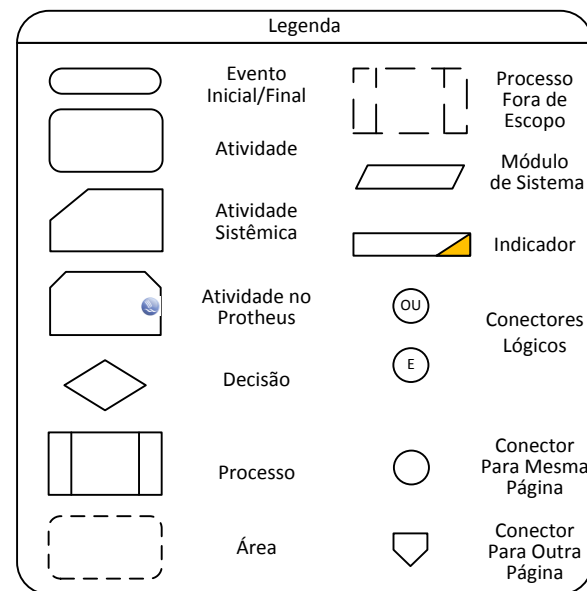 Legenda
Evento
Inicial/Final
Atividade
Atividade
Sistêmica
Atividade no
Protheus
Decisão
Processo
Área
Processo
Fora de
Escopo
Módulo
de Sistema
Indicador
OU
E
Conectores
Lógicos
Conector
Para Mesma
Página
Conector
Para Outra
Página